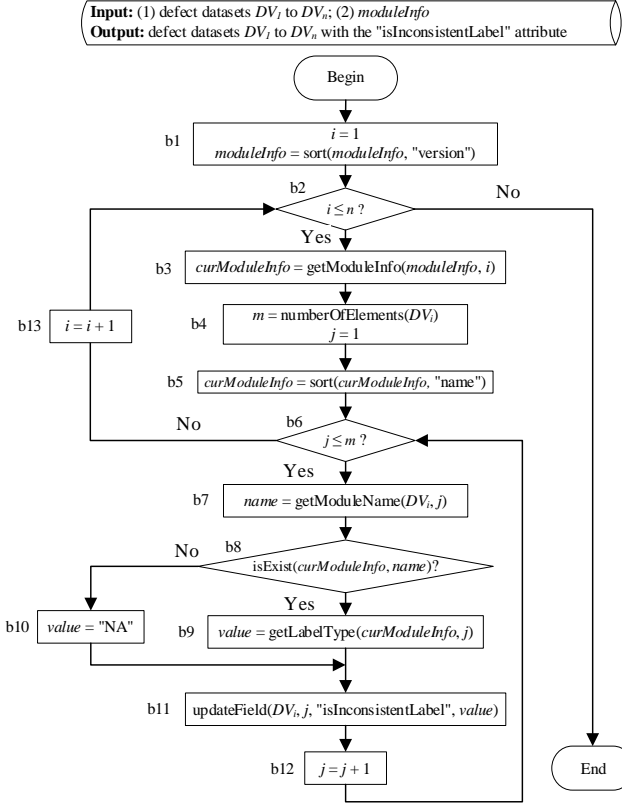 Input: (1) defect datasets DV₁ to DVₙ; (2) moduleInfo
Output: defect datasets DV₁ to DVₙ with the "isInconsistentLabel" attribute
Begin
b1
i = 1
moduleInfo = sort(moduleInfo, "version")
b2
No
i ≤ n ?
Yes
b3
curModuleInfo = getModuleInfo(moduleInfo, i)
b13
i = i + 1
b4
m = numberOfElements(DVᵢ)
j = 1
b5
curModuleInfo = sort(curModuleInfo, "name")
b6
No
j ≤ m ?
Yes
b7
name = getModuleName(DVᵢ, j)
b8
No
isExist(curModuleInfo, name)?
Yes
b10
value = "NA"
b9
value = getLabelType(curModuleInfo, j)
b11
updateField(DVᵢ, j, "isInconsistentLabel", value)
b12
j = j + 1
End